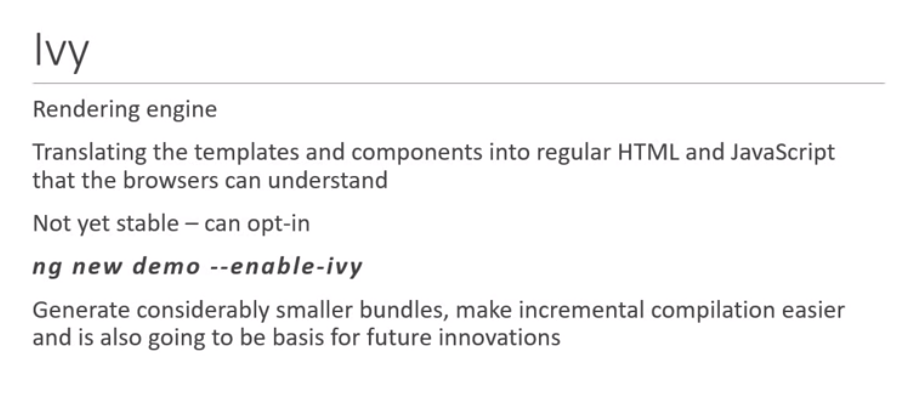 Ivy
Rendering engine
Translating the templates and components into regular HTML and JavaScript
that the browsers can understand
Not yet stable – can opt-in
ng new demo --enable-ivy
Generate considerably smaller bundles, make incremental compilation easier
and is also going to be basis for future innovations